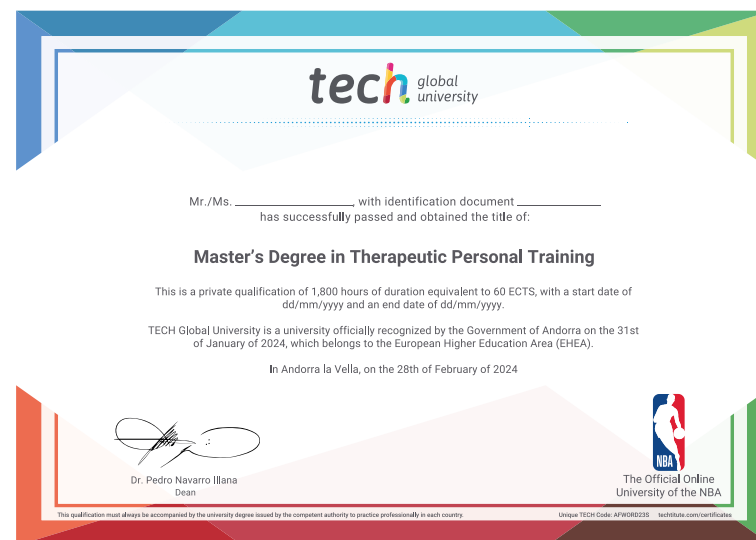 tech global
university
Mr./Ms. ________________, with identification document ____________
has successfully passed and obtained the title of:
Master’s Degree in Therapeutic Personal Training
This is a private qualification of 1,800 hours of duration equivalent to 60 ECTS, with a start date of
dd/mm/yyyy and an end date of dd/mm/yyyy.
TECH Global University is a university officially recognized by the Government of Andorra on the 31st
of January of 2024, which belongs to the European Higher Education Area (EHEA).
In Andorra la Vella, on the 28th of February of 2024
NBA
Dr. Pedro Navarro Illana
Dean
The Official Online
University of the NBA
This qualification must always be accompanied by the university degree issued by the competent authority to practice professionally in each country.
Unique TECH Code: AFWORD23S techtitute.com/certificates